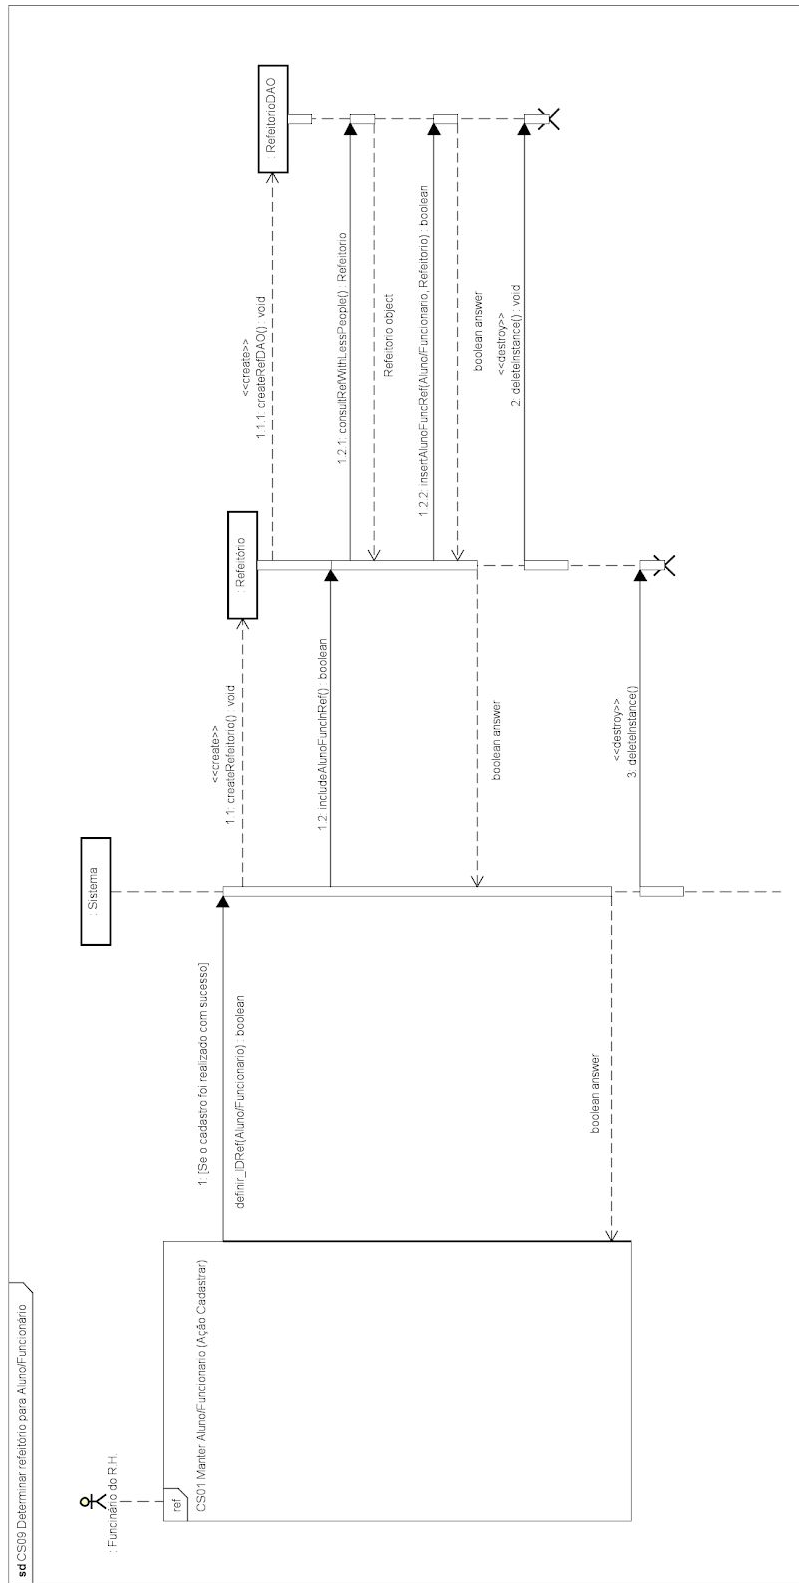 sd CS09 Determinar refeitório para Aluno/Funcionário
: Funcinário do R.H.
: Sistema
: Refeitório
: RefeitorioDAO
ref
CS01 Manter Aluno/Funcionario (Ação Cadastrar)
1: [Se o cadastro foi realizado com sucesso]
definir_IDRef(Aluno/Funcionario) : boolean
<<create>>
1.1: createRefeitorio() : void
<<create>>
1.1.1: createRefDAO() : void
1.2: includeAlunoFuncInRef() : boolean
1.2.1: consultRefWithLessPeople() : Refeitorio
Refeitorio object
1.2.2: insertAlunoFuncRef(Aluno/Funcionario, Refeitorio) : boolean
boolean answer
boolean answer
<<destroy>>
2: deleteInstance() : void
boolean answer
<<destroy>>
3: deleteInstance()